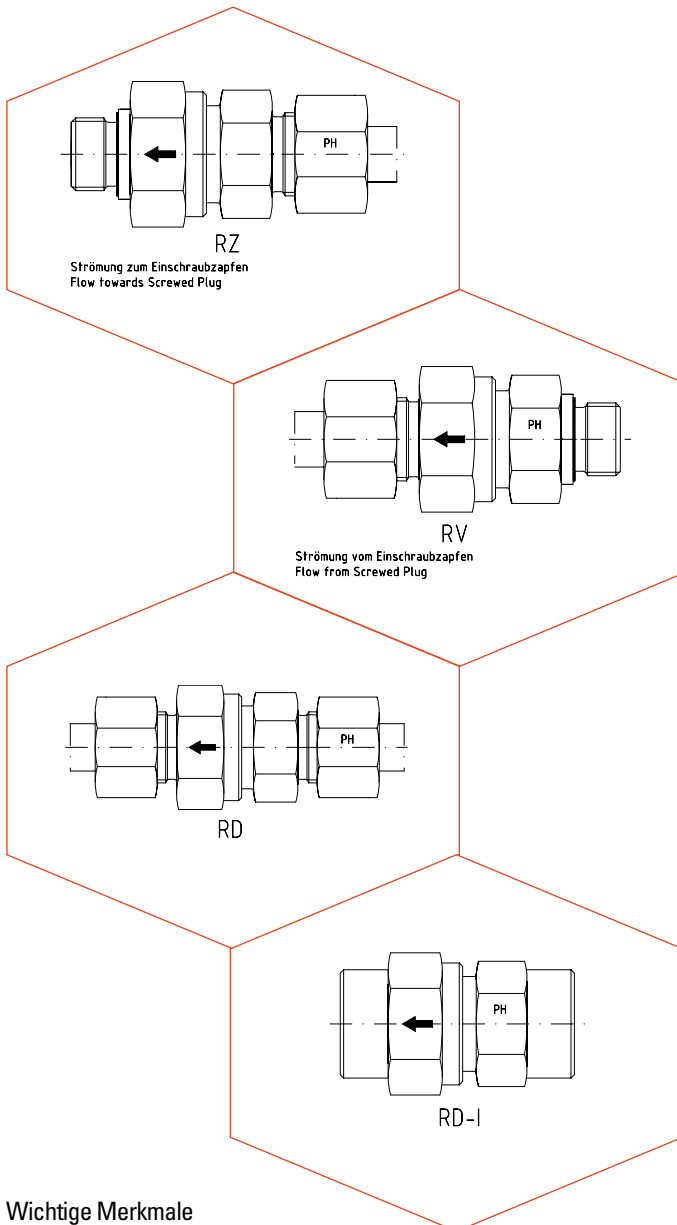 PH
RZ
Strömung zum Einschraubzapfen
Flow towards Screwed Plug
PH
RV
Strömung vom Einschraubzapfen
Flow from Screwed Plug
PH
RD
PH
RD-I
Wichtige Merkmale